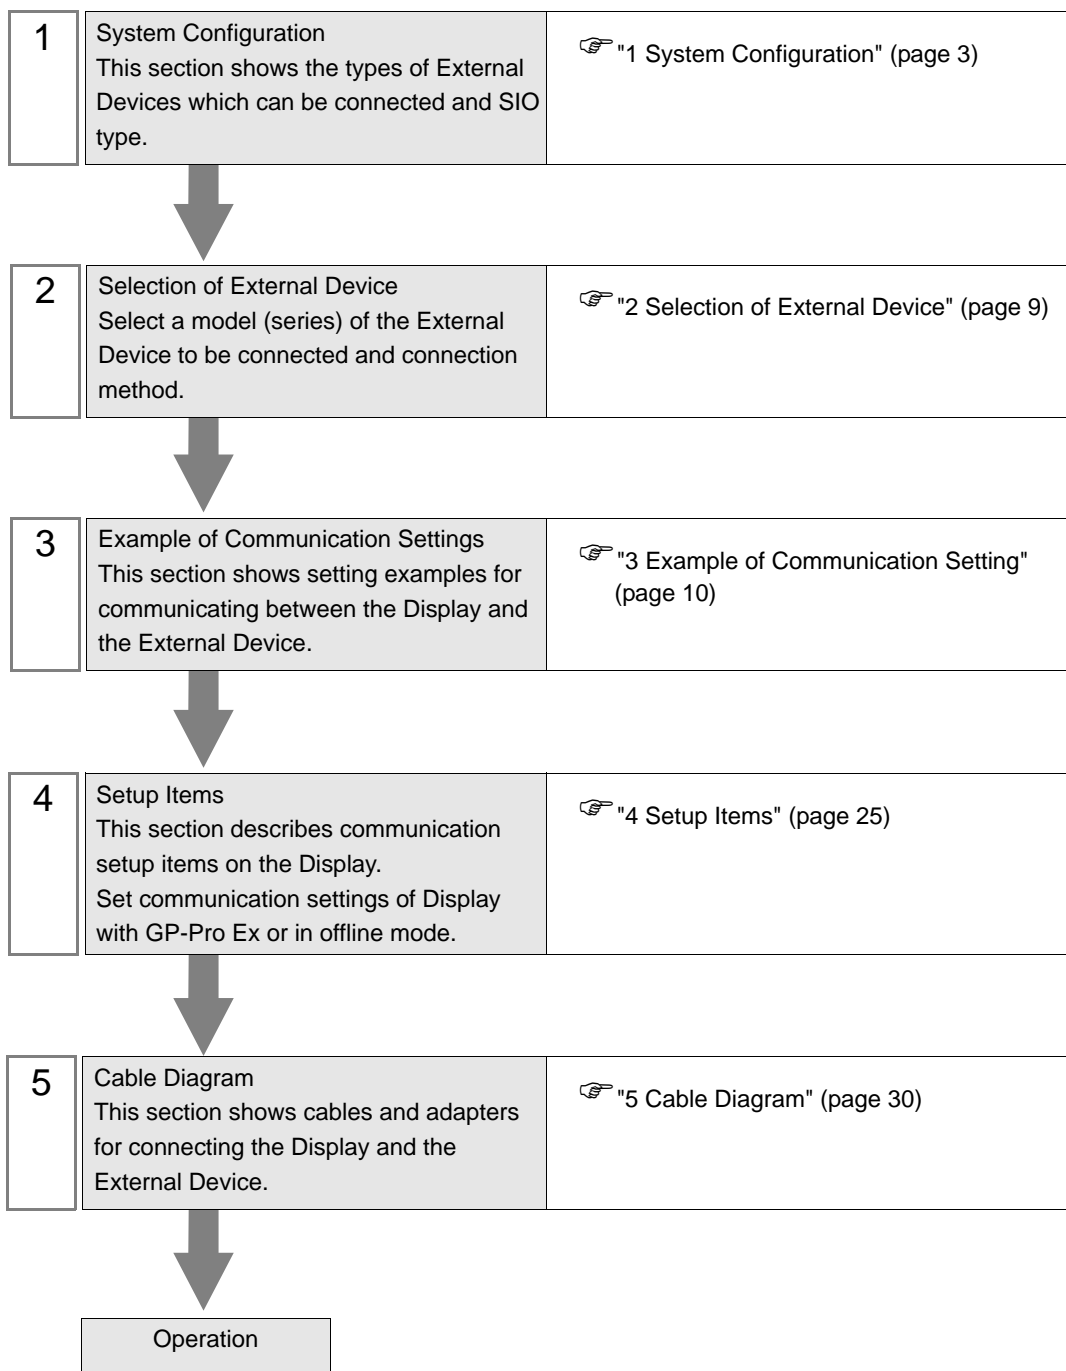 1
System Configuration
This section shows the types of External
Devices which can be connected and SIO
type.
"1 System Configuration" (page 3)
2
Selection of External Device
Select a model (series) of the External
Device to be connected and connection
method.
"2 Selection of External Device" (page 9)
3
Example of Communication Settings
This section shows setting examples for
communicating between the Display and
the External Device.
"3 Example of Communication Setting"
(page 10)
4
Setup Items
This section describes communication
setup items on the Display.
Set communication settings of Display
with GP-Pro Ex or in offline mode.
"4 Setup Items" (page 25)
5
Cable Diagram
This section shows cables and adapters
for connecting the Display and the
External Device.
"5 Cable Diagram" (page 30)
Operation